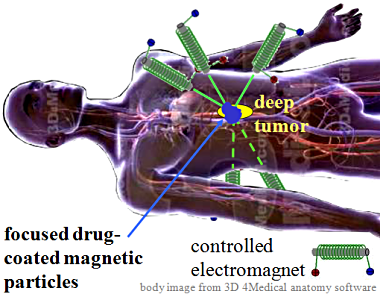 deep
tumor
focused drug-
coated magnetic
particles
controlled
electromagnet
body image from 3D 4Medical anatomy software